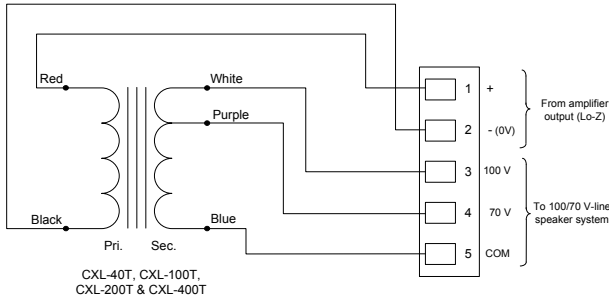 Red
White
Purple
Black
Blue
Pri.
Sec.
CXL-40T, CXL-100T,
CXL-200T & CXL-400T
1 +
2 - (0V)
3 100 V
4 70 V
5 COM
From amplifier
output (Lo-Z)
To 100/70 V-line
speaker system